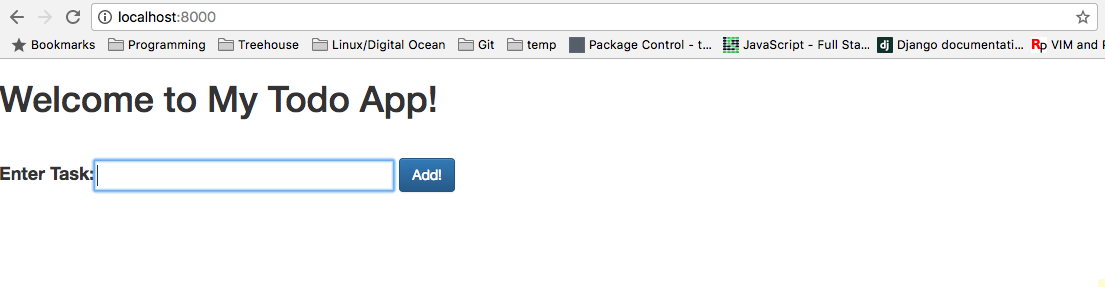 localhost:8000
Bookmarks Programming Treehouse Linux/Digital Ocean Git temp Package Control - t... JavaScript - Full Sta... dj Django documentati... Rp VIM and
Welcome to My Todo App!
Enter Task: Add!